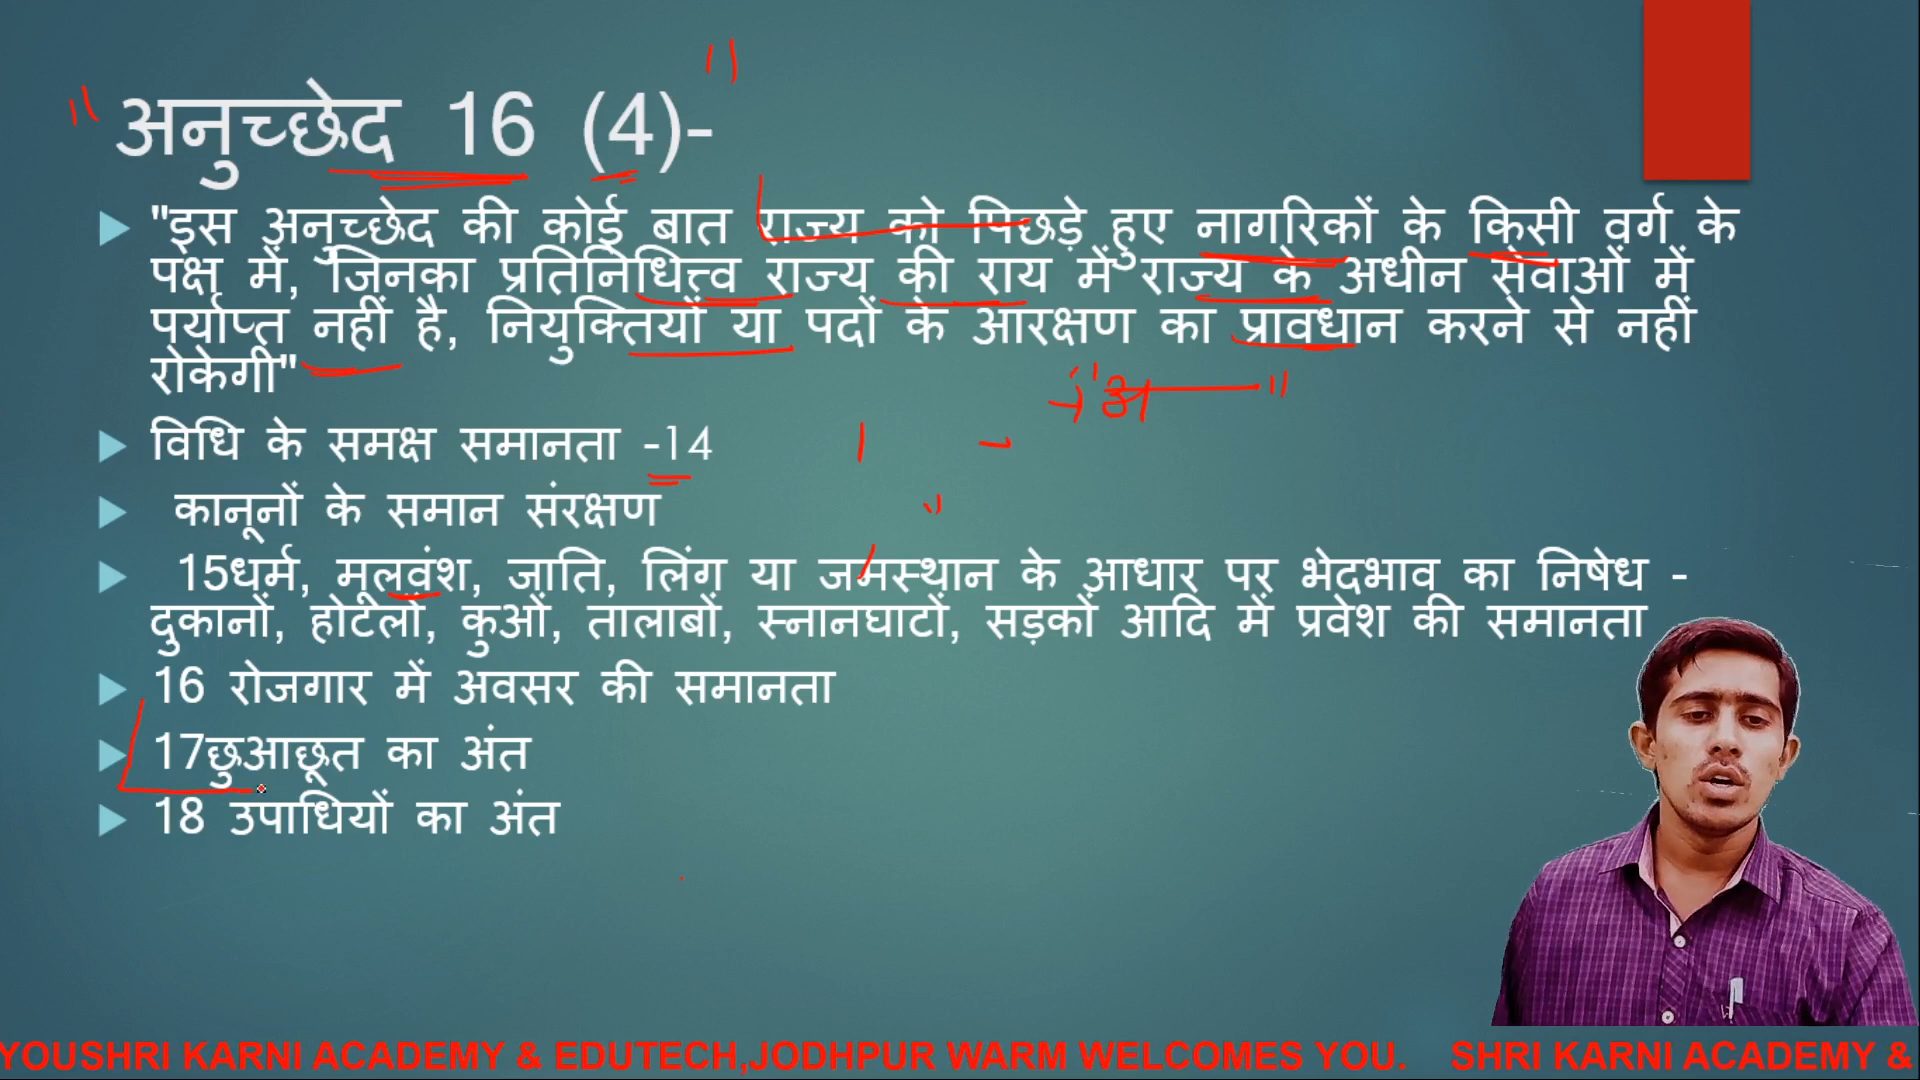 अनुच्छेद 16 (4)-
"इस अनुच्छेद की कोई बात राज्य को पिछड़े हुए नागरिकों के किसी वर्ग के
पक्ष में, जिनका प्रतिनिधित्त्व राज्य की राय में राज्य के अधीन सेवाओं में
पर्याप्त नहीं है, नियुक्तियों या पदों के आरक्षण का प्रावधान करने से नहीं
रोकेगी"
विधि के समक्ष समानता -14
कानूनों के समान संरक्षण
15धर्म, मूलवंश, जाति, लिंग या जमस्थान के आधार पर भेदभाव का निषेध -
दुकानों, होटलों, कुओं, तालाबों, स्नानघाटों, सड़कों आदि में प्रवेश की समानता
16 रोजगार में अवसर की समानता
17छुआछूत का अंत
18 उपाधियों का अंत
YOUSHRI KARNI ACADEMY & EDUTECH,JODHPUR WARM WELCOMES YOU. SHRI KARNI ACADEMY &